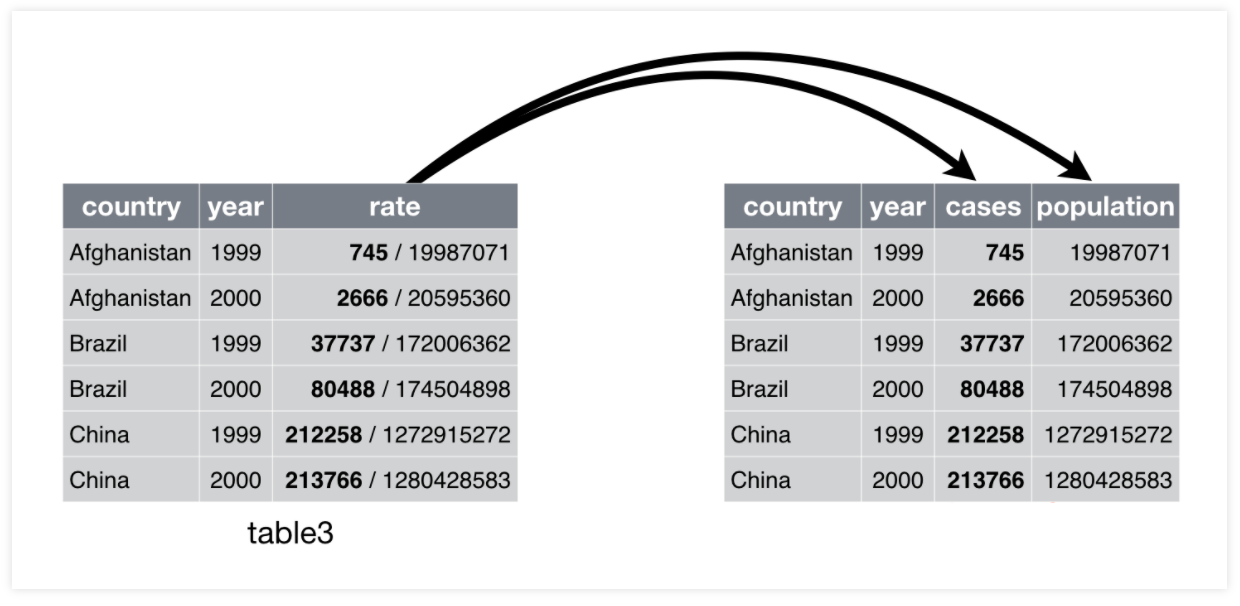 country year rate
Afghanistan 1999 745 / 19987071
Afghanistan 2000 2666 / 20595360
Brazil 1999 37737 / 172006362
Brazil 2000 80488 / 174504898
China 1999 212258 / 1272915272
China 2000 213766 / 1280428583
table3
country year cases population
Afghanistan 1999 745 19987071
Afghanistan 2000 2666 20595360
Brazil 1999 37737 172006362
Brazil 2000 80488 174504898
China 1999 212258 1272915272
China 2000 213766 1280428583